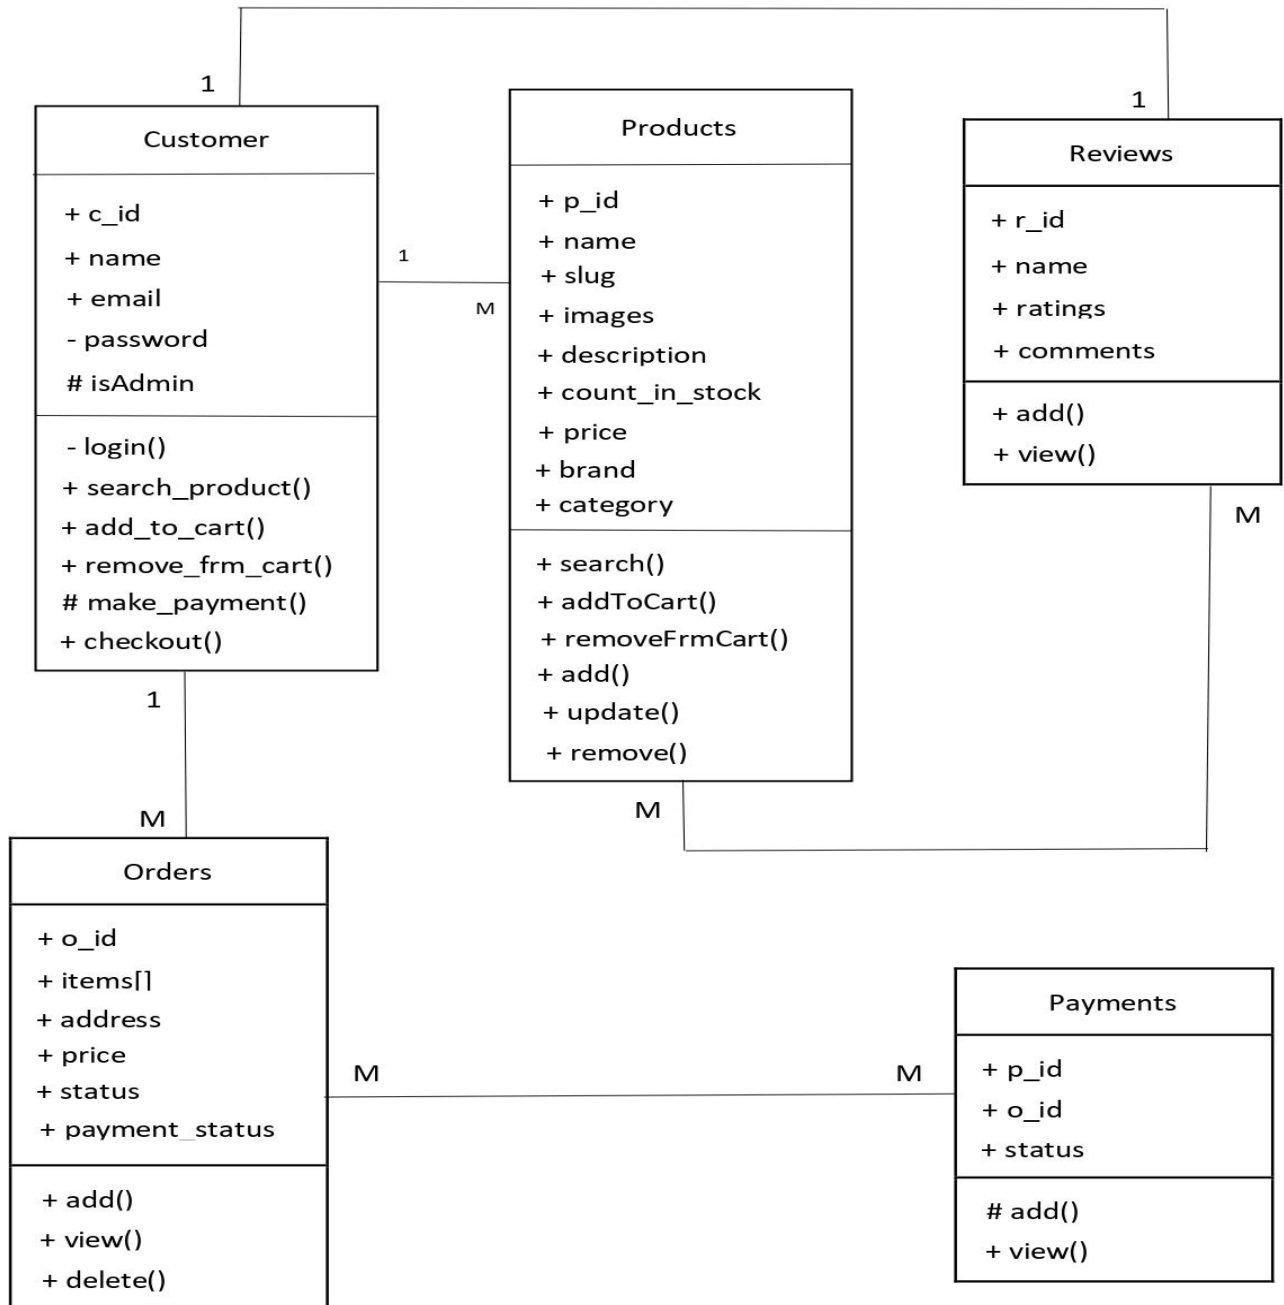 1
1
Customer
+ c_id
+ name
+ email
- password
# isAdmin
- login()
+ search_product()
+ add_to_cart()
+ remove_frm_cart()
# make_payment()
+ checkout()
1
M
Products
+ p_id
+ name
+ slug
+ images
+ description
+ count_in_stock
+ price
+ brand
+ category
+ search()
+ addToCart()
+ removeFrmCart()
+ add()
+ update()
+ remove()
Reviews
+ r_id
+ name
+ ratings
+ comments
+ add()
+ view()
M
M
1
M
Orders
+ o_id
+ items[]
+ address
+ price
+ status
+ payment_status
+ add()
+ view()
+ delete()
M
M
Payments
+ p_id
+ o_id
+ status
# add()
+ view()